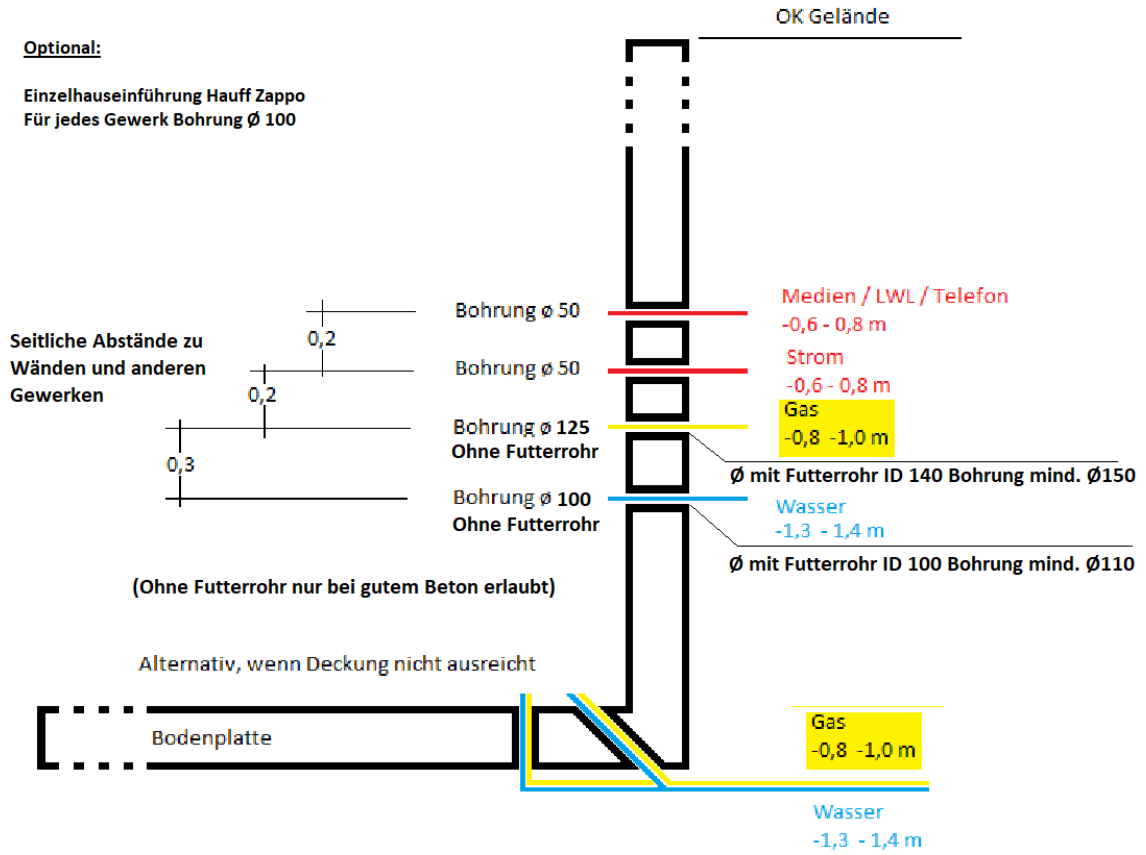 OK Gelände
Optional:
Einzelhauseinführung Hauff Zappo
Für jedes Gewerk Bohrung Ø 100
Bohrung ø 50
Medien / LWL / Telefon
-0,6 - 0,8 m
Seitliche Abstände zu
Wänden und anderen
Gewerken
0,2
Bohrung ø 50
Strom
-0,6 - 0,8 m
0,2
Bohrung ø 125
Ohne Futterrohr
Gas
-0,8 -1,0 m
0,3
Ø mit Futterrohr ID 140 Bohrung mind. Ø150
Bohrung ø 100
Ohne Futterrohr
Wasser
-1,3 - 1,4 m
Ø mit Futterrohr ID 100 Bohrung mind. Ø110
(Ohne Futterrohr nur bei gutem Beton erlaubt)
Alternativ, wenn Deckung nicht ausreicht
Bodenplatte
Gas
-0,8 -1,0 m
Wasser
-1,3 - 1,4 m